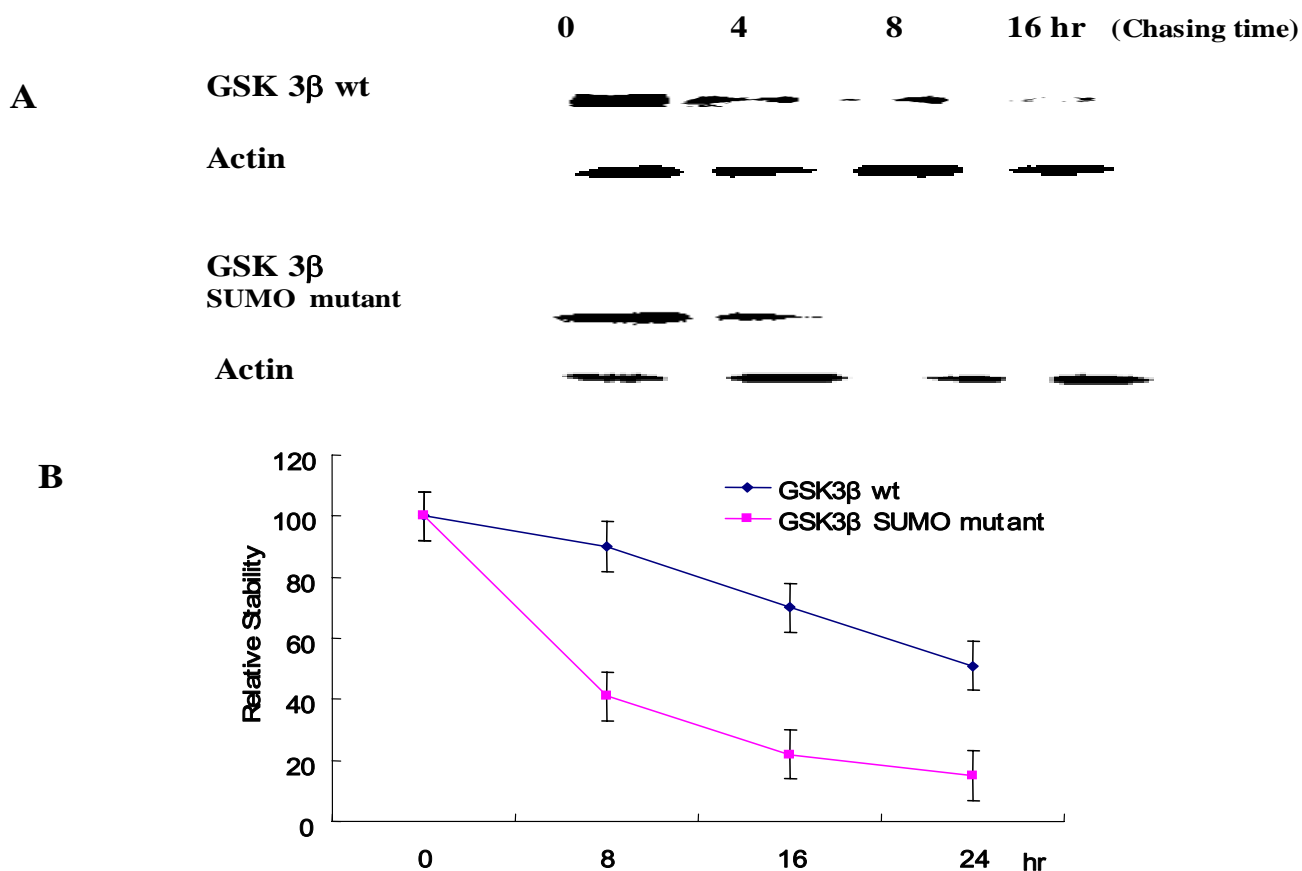 0 4 8 16 hr (Chasing time)
A
GSK 3β wt
Actin
GSK 3β
SUMO mutant
Actin
B
120
100
80
60
40
20
0
Relative Stability
GSK3β wt
GSK3β SUMO mutant
0 8 16 24 hr